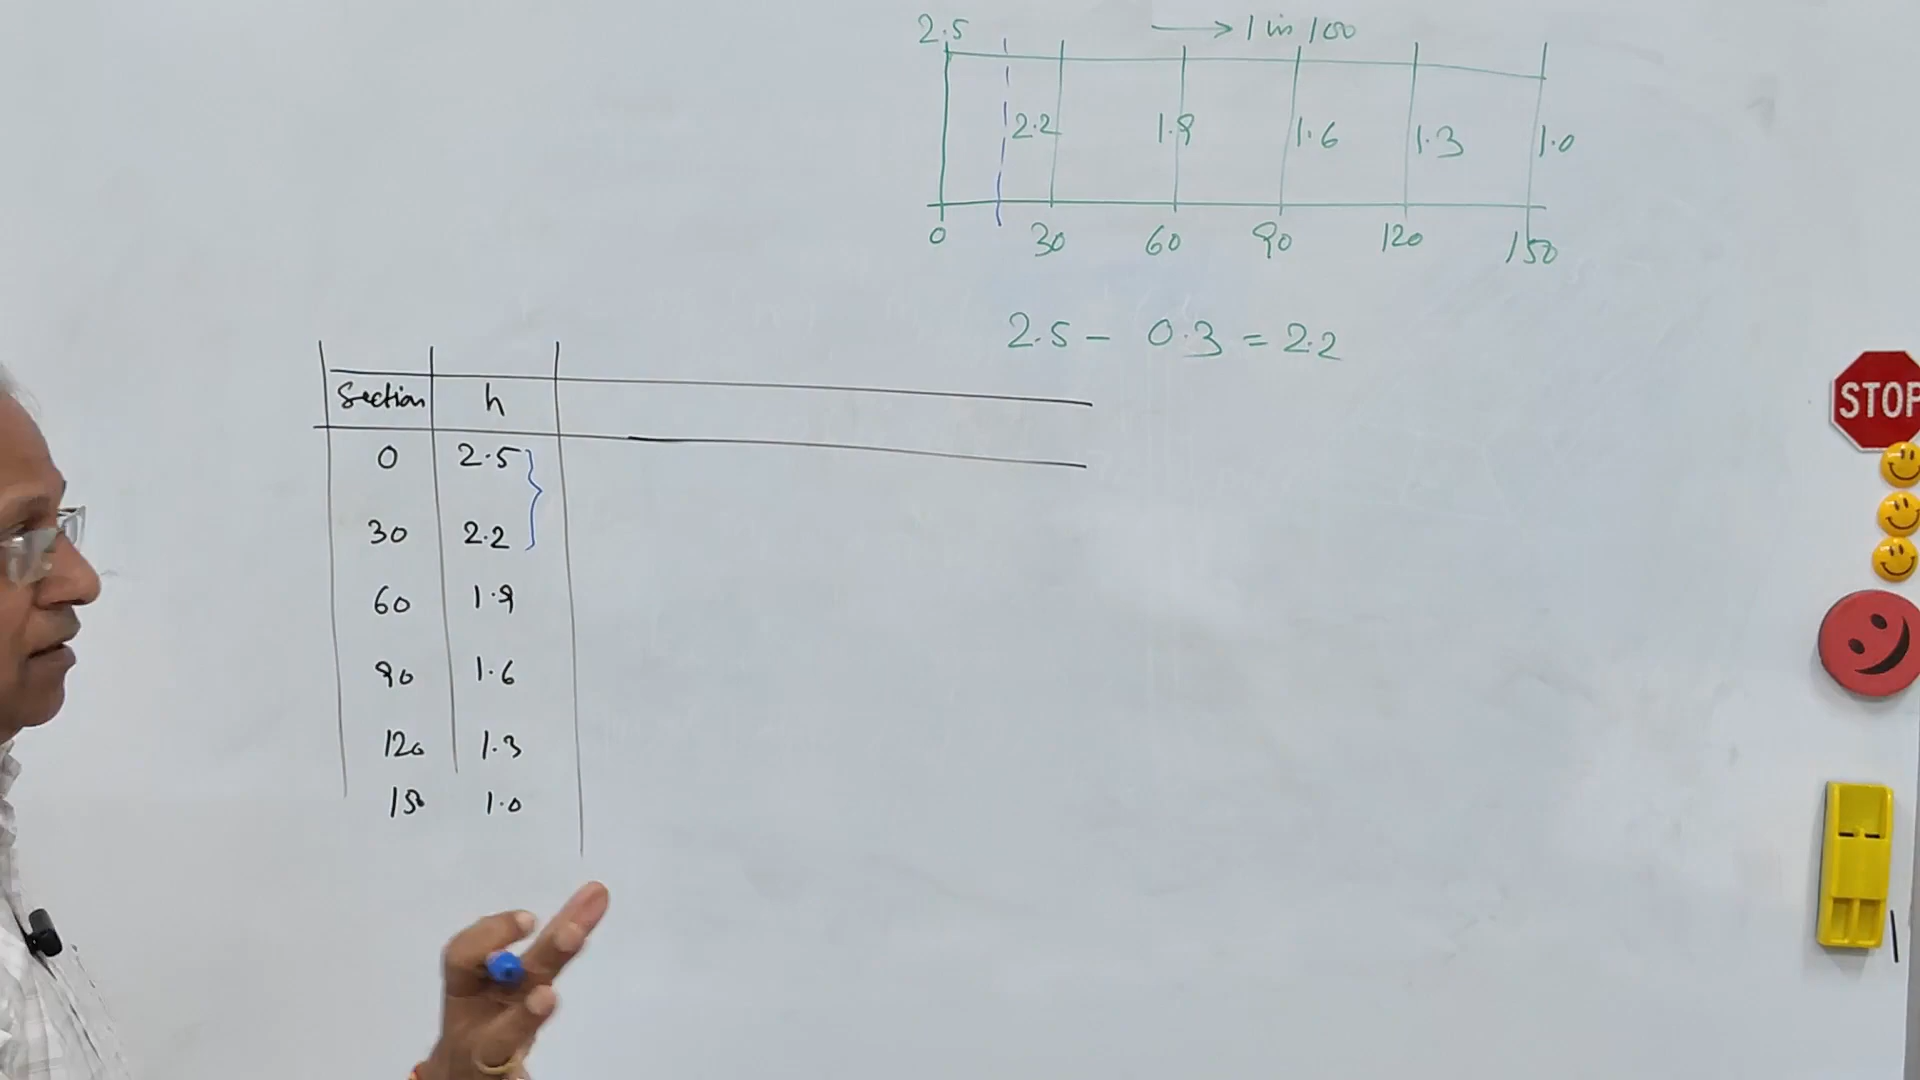 2.5 → 1 in 100
2.2 1.9 1.6 1.3 1.0
0 30 60 90 120 150
2.5 - 0.3 = 2.2
Section h
0 2.5
30 2.2
60 1.9
90 1.6
120 1.3
150 1.0
STOP